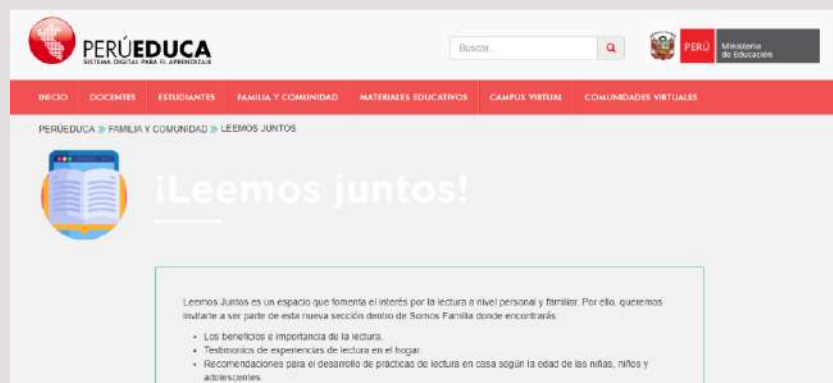 PERÚEDUCA
SISTEMA DIGITAL PARA EL APRENDIZAJE
Buscar...
PERÚ
Ministerio
de Educación
INICIO DOCENTES ESTUDIANTES FAMILIA Y COMUNIDAD MATERIALES EDUCATIVOS CAMPUS VIRTUAL COMUNIDADES VIRTUALES
PERÚEDUCA » FAMILIA Y COMUNIDAD » LEEMOS JUNTOS
¡Leemos juntos!
Leemos Juntos es un espacio que fomenta el interés por la lectura a nivel personal y familiar. Por ello, queremos
invitarte a ser parte de esta nueva sección dentro de Somos Familia donde encontrarás:
• Los beneficios e importancia de la lectura.
• Testimonios de experiencias de lectura en el hogar.
• Recomendaciones para el desarrollo de prácticas de lectura en casa según la edad de las niñas, niños y
adolescentes.